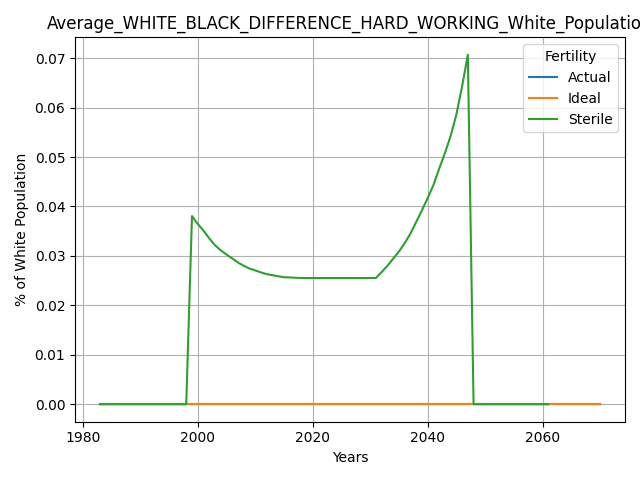 Average_WHITE_BLACK_DIFFERENCE_HARD_WORKING_White_Populatio
0.07
0.06
0.05
0.04
0.03
0.02
0.01
0.00
% of White Population
Fertility
Actual
Ideal
Sterile
1980 2000 2020 2040 2060
Years